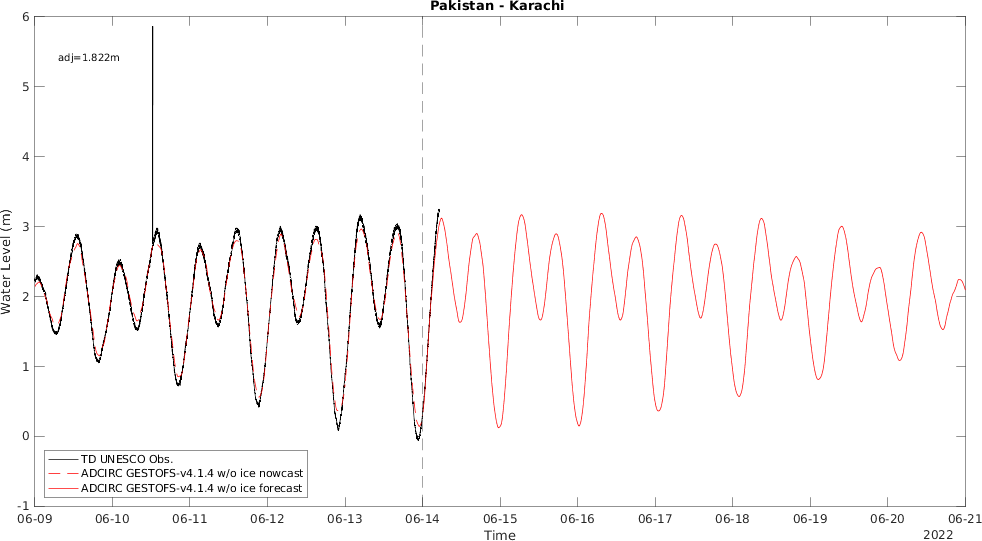 Pakistan - Karachi
6
adj=1.822m
5
4
3
2
1
0
-1
Water Level (m)
TD UNESCO Obs.
ADCIRC GESTOFS-v4.1.4 w/o ice nowcast
ADCIRC GESTOFS-v4.1.4 w/o ice forecast
06-09 06-10 06-11 06-12 06-13 06-14 06-15 06-16 06-17 06-18 06-19 06-20 06-21
Time
2022